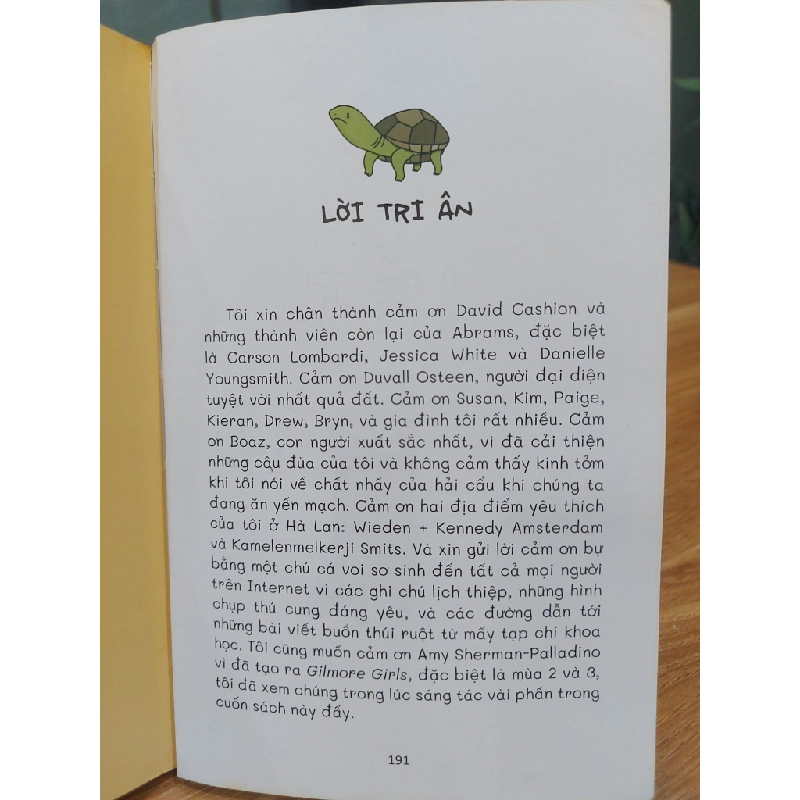 LỜI TRI ÂN
Tôi xin chân thành cảm ơn David Cashion và
những thành viên còn lại của Abrams, đặc biệt
là Carson Lombardi, Jessica White và Danielle
Youngsmith. Cảm ơn Duvall Osteen, người đại diện
tuyệt vời nhất quả đất. Cảm ơn Susan, Kim, Paige,
Kieran, Drew, Bryn, và gia đình tôi rất nhiều. Cảm
ơn Boaz, con người xuất sắc nhất, vì đã cải thiện
những câu đùa của tôi và không cảm thấy kinh tởm
khi tôi nói về chất nhầy của hải cẩu khi chúng ta
đang ăn yến mạch. Cảm ơn hai địa điểm yêu thích
của tôi ở Hà Lan: Wieden + Kennedy Amsterdam
và Kamelenmelkerji Smits. Và xin gửi lời cảm ơn bự
bằng một chú cá voi sơ sinh đến tất cả mọi người
trên Internet vì các ghi chú lịch thiệp, những hình
chụp thú cưng đáng yêu, và các đường dẫn tới
những bài viết buồn thúi ruột từ mấy tạp chí khoa
học. Tôi cũng muốn cảm ơn Amy Sherman-Palladino
vì đã tạo ra Gilmore Girls, đặc biệt là mùa 2 và 3,
tôi đã xem chúng trong lúc sáng tác vài phần trong
cuốn sách này đấy.
191